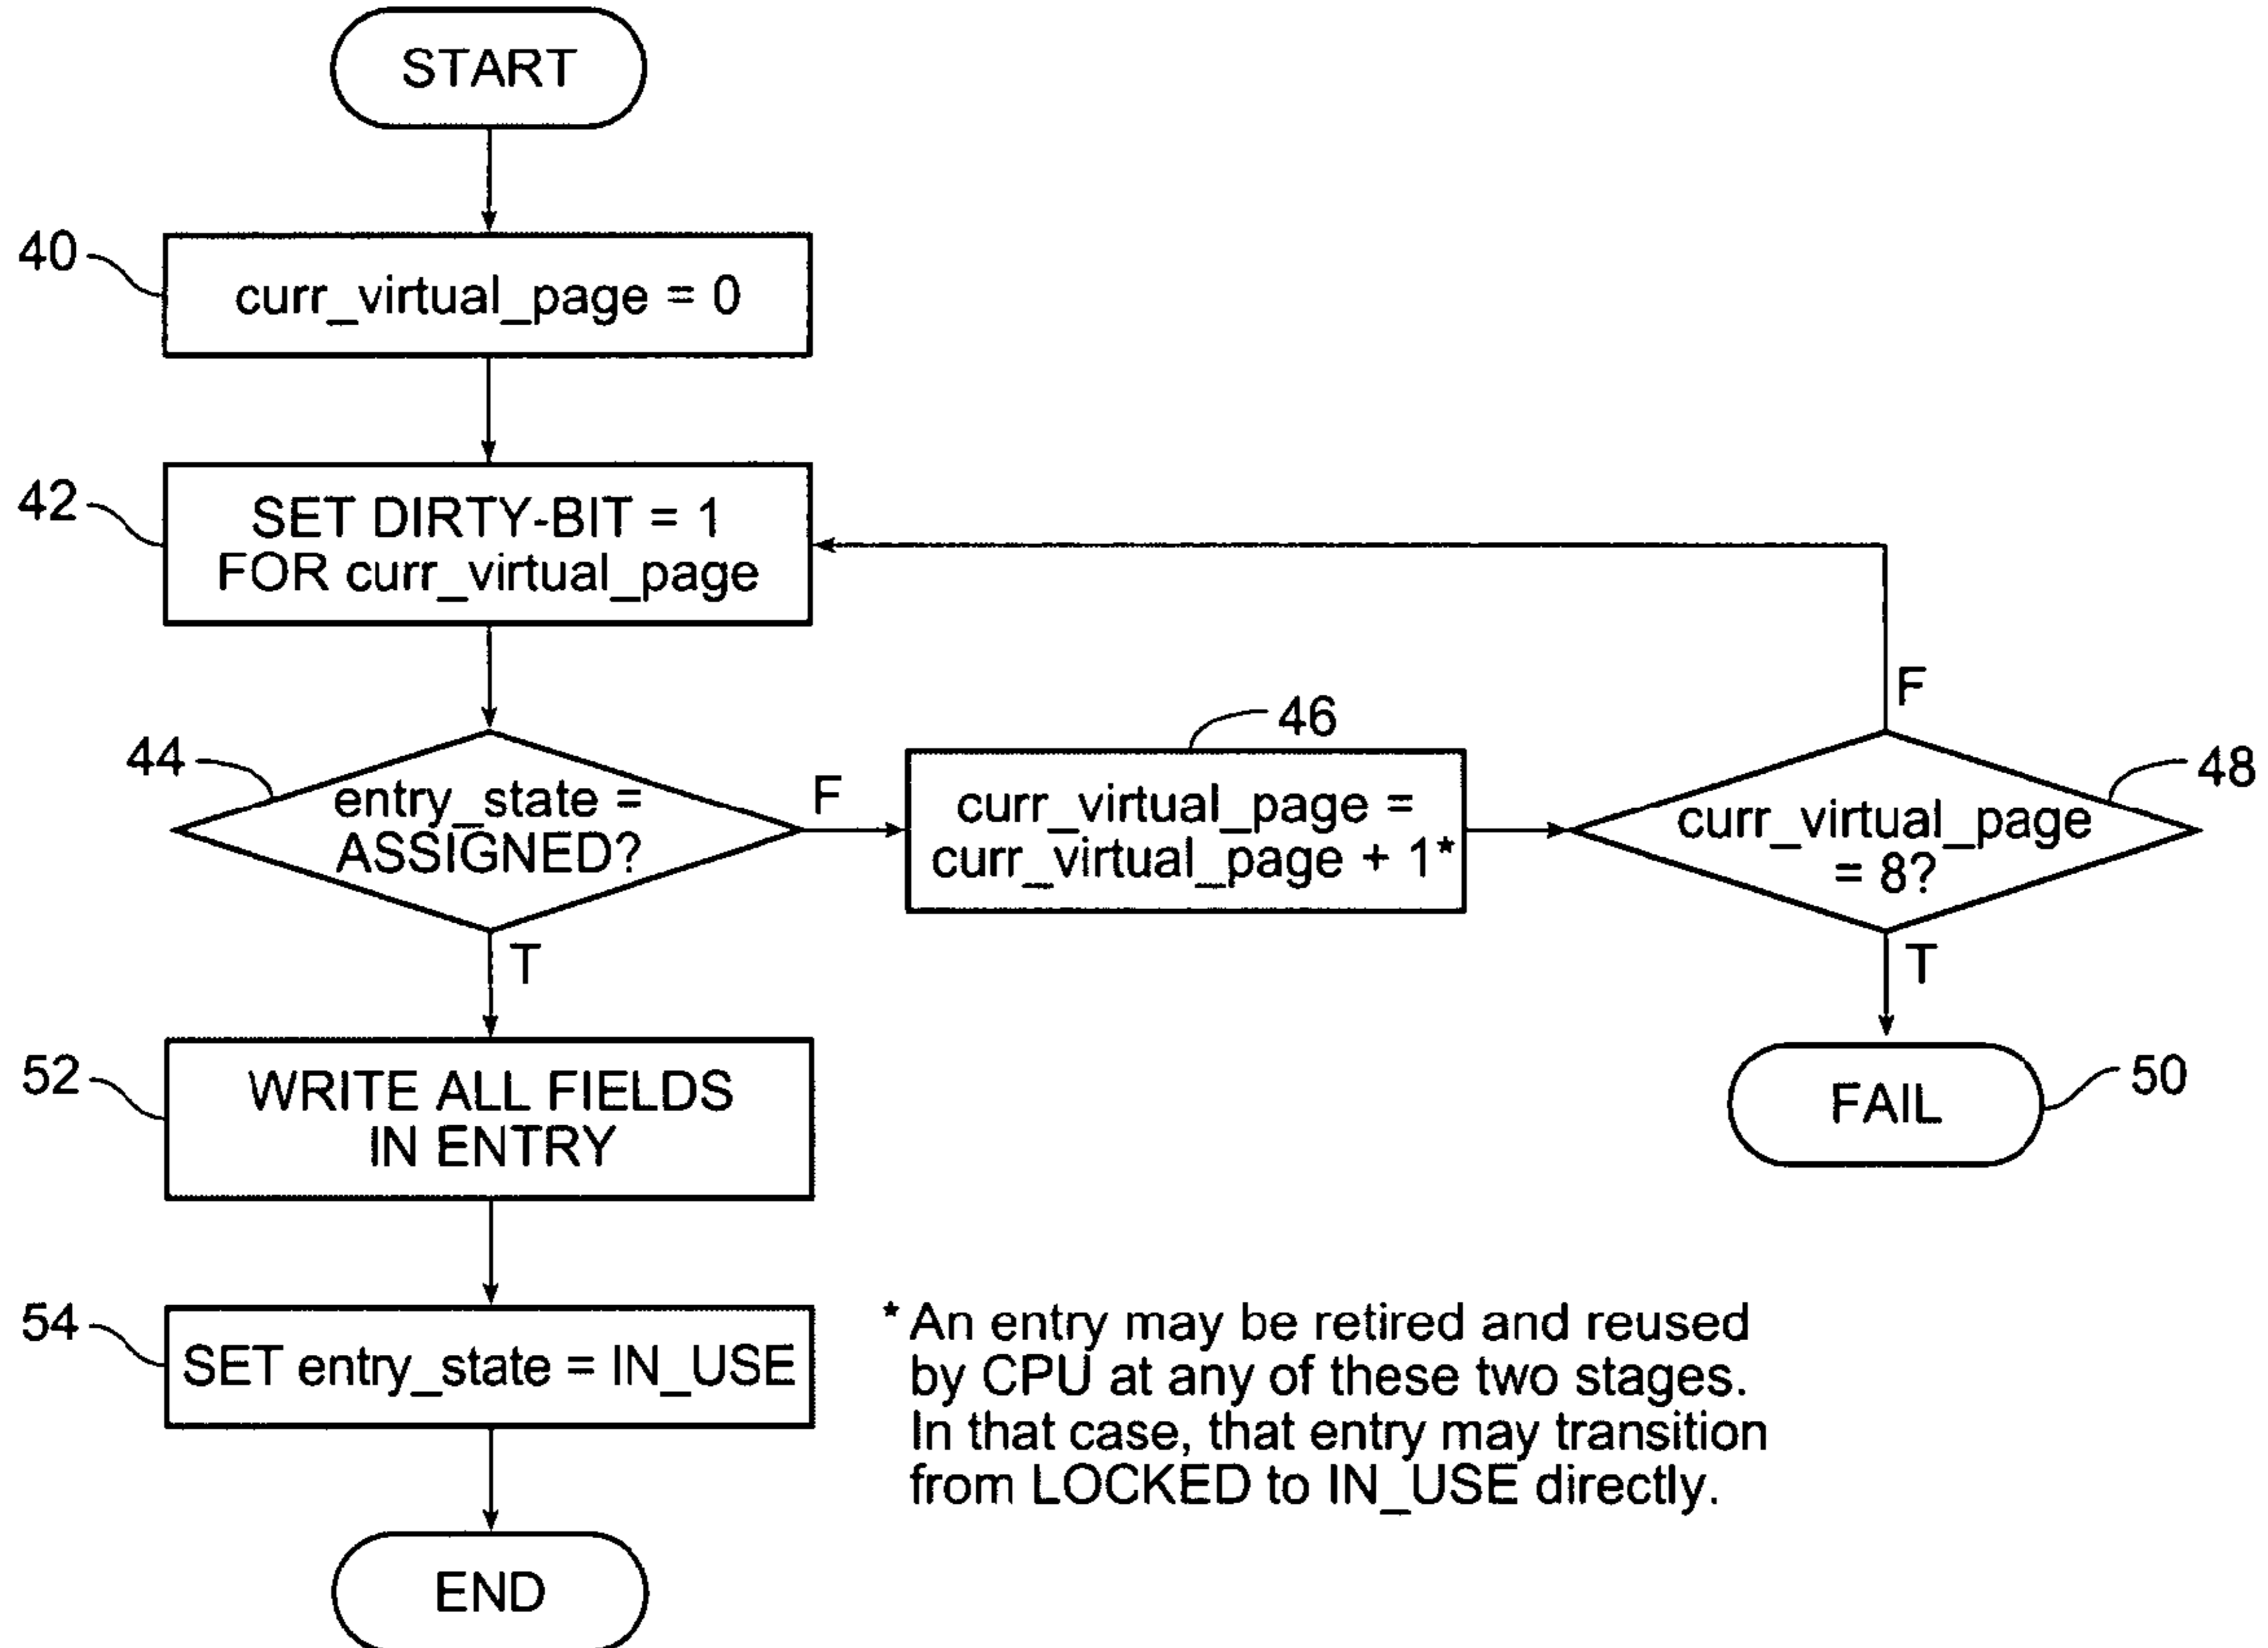 START
40
curr_virtual_page = 0
42
SET DIRTY-BIT = 1
FOR curr_virtual_page
44
entry_state =
ASSIGNED?
F
46
curr_virtual_page =
curr_virtual_page + 1*
F
48
curr_virtual_page
= 8?
T
T
52
WRITE ALL FIELDS
IN ENTRY
FAIL
50
54
SET entry_state = IN_USE
* An entry may be retired and reused
by CPU at any of these two stages.
In that case, that entry may transition
from LOCKED to IN_USE directly.
END